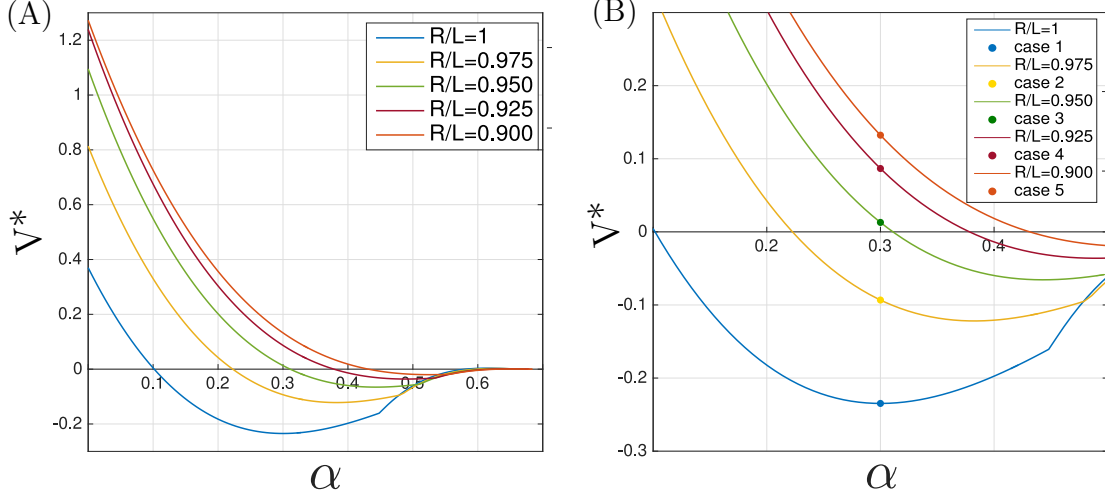 (A)
1.2
1
0.8
0.6
0.4
0.2
0
-0.2
0.1
0.2
0.3
0.4
0.5
0.6
V*
α
R/L=1
R/L=0.975
R/L=0.950
R/L=0.925
R/L=0.900
(B)
0.2
0.1
0
-0.1
-0.2
-0.3
0.2
0.3
0.4
V*
α
R/L=1
case 1
R/L=0.975
case 2
R/L=0.950
case 3
R/L=0.925
case 4
R/L=0.900
case 5